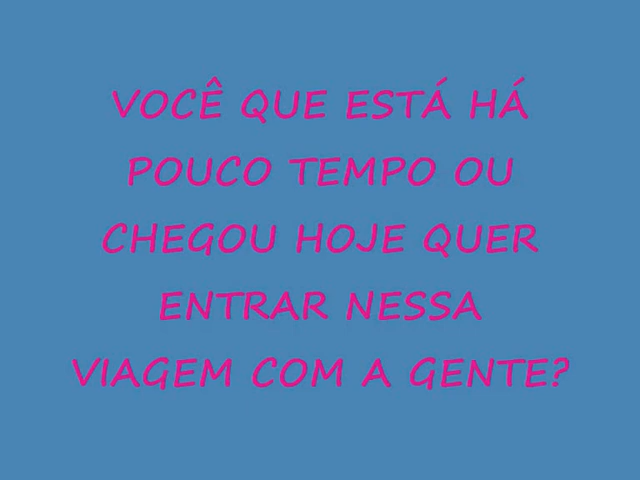 VOCÊ QUE ESTÁ HÁ
POUCO TEMPO OU
CHEGOU HOJE QUER
ENTRAR NESSA
VIAGEM COM A GENTE?